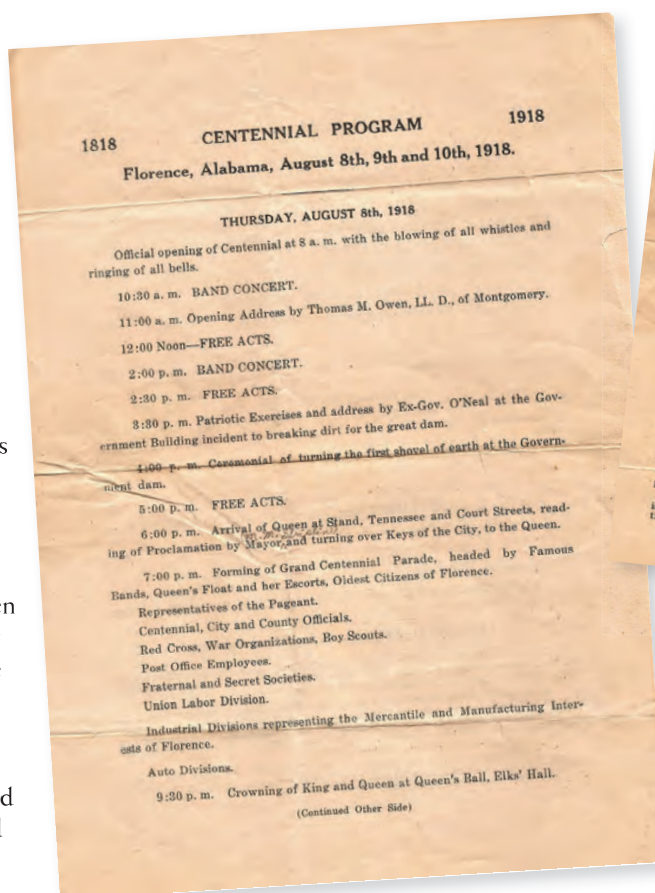 1818 CENTENNIAL PROGRAM 1918
Florence, Alabama, August 8th, 9th and 10th, 1918.
THURSDAY, AUGUST 8th, 1918
Official opening of Centennial at 8 a. m. with the blowing of all whistles and
ringing of all bells.
10:30 a. m. BAND CONCERT.
11:00 a. m. Opening Address by Thomas M. Owen, LL. D., of Montgomery.
12:00 Noon—FREE ACTS.
2:00 p. m. BAND CONCERT.
2:30 p. m. FREE ACTS.
3:30 p. m. Patriotic Exercises and address by Ex-Gov. O'Neal at the Gov-
ernment Building incident to breaking dirt for the great dam.
4:00 p. m. Ceremonial of turning the first shovel of earth at the Govern-
ment dam.
5:00 p. m. FREE ACTS.
6:00 p. m. Arrival of Queen at Stand, Tennessee and Court Streets, read-
ing of Proclamation by Mayor and turning over Keys of the City, to the Queen.
7:00 p. m. Forming of Grand Centennial Parade, headed by Famous
Bands, Queen's Float and her Escorts, Oldest Citizens of Florence.
Representatives of the Pageant.
Centennial, City and County Officials.
Red Cross, War Organizations, Boy Scouts.
Post Office Employees.
Fraternal and Secret Societies.
Union Labor Division.
Industrial Divisions representing the Mercantile and Manufacturing Inter-
ests of Florence.
Auto Divisions.
9:30 p. m. Crowning of King and Queen at Queen's Ball, Elks' Hall.
(Continued Other Side)